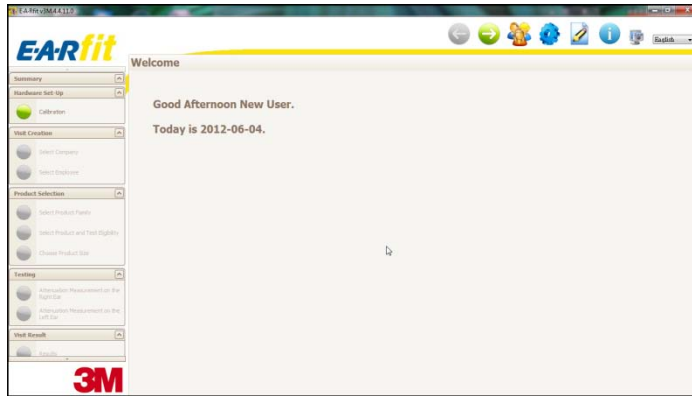 E-A-Rfit v3M.4.4.11.0
E·A·Rfit
English
Welcome
Summary
Hardware Set-Up
Calibration
Visit Creation
Select Company
Select Employee
Product Selection
Select Product Family
Select Product and Test Eligibility
Choose Product Size
Testing
Attenuation Measurement on the
Right Ear
Attenuation Measurement on the
Left Ear
Visit Result
Results
3M
Good Afternoon New User.
Today is 2012-06-04.